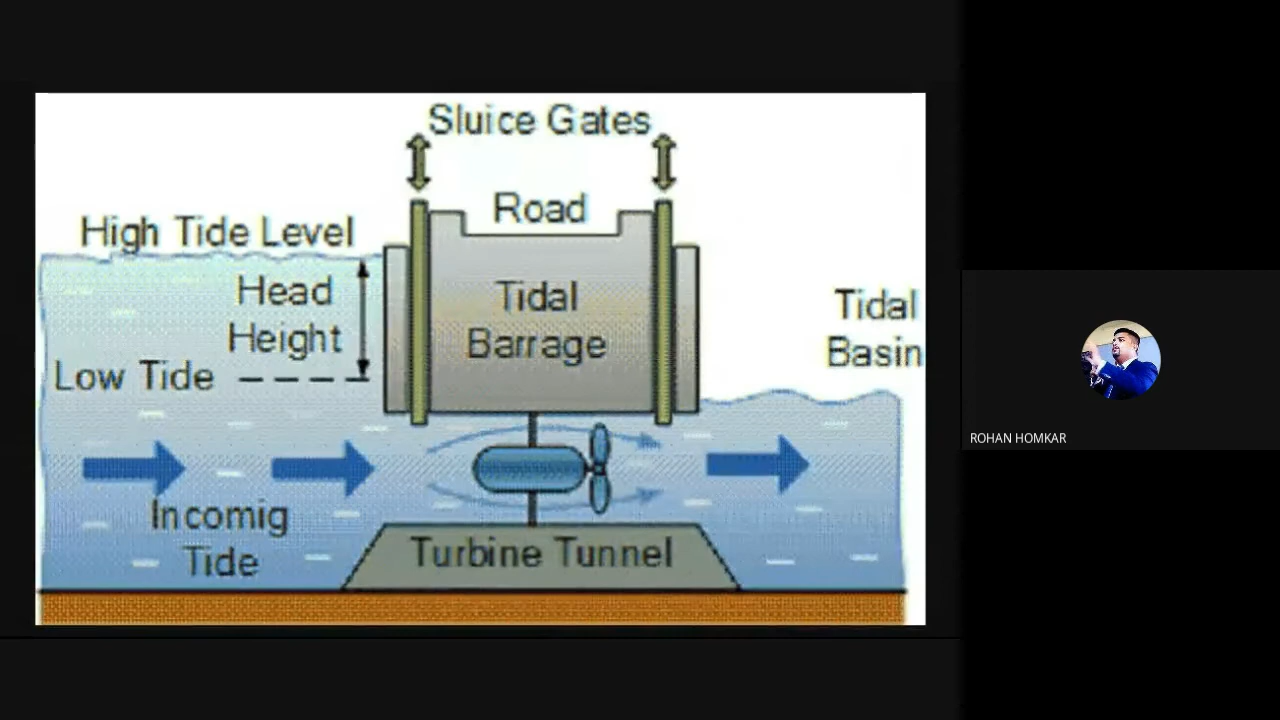 Sluice Gates
Road
High Tide Level
Head
Height
Tidal
Barrage
Tidal
Basin
Low Tide
Incomig
Tide
Turbine Tunnel
ROHAN HOMKAR